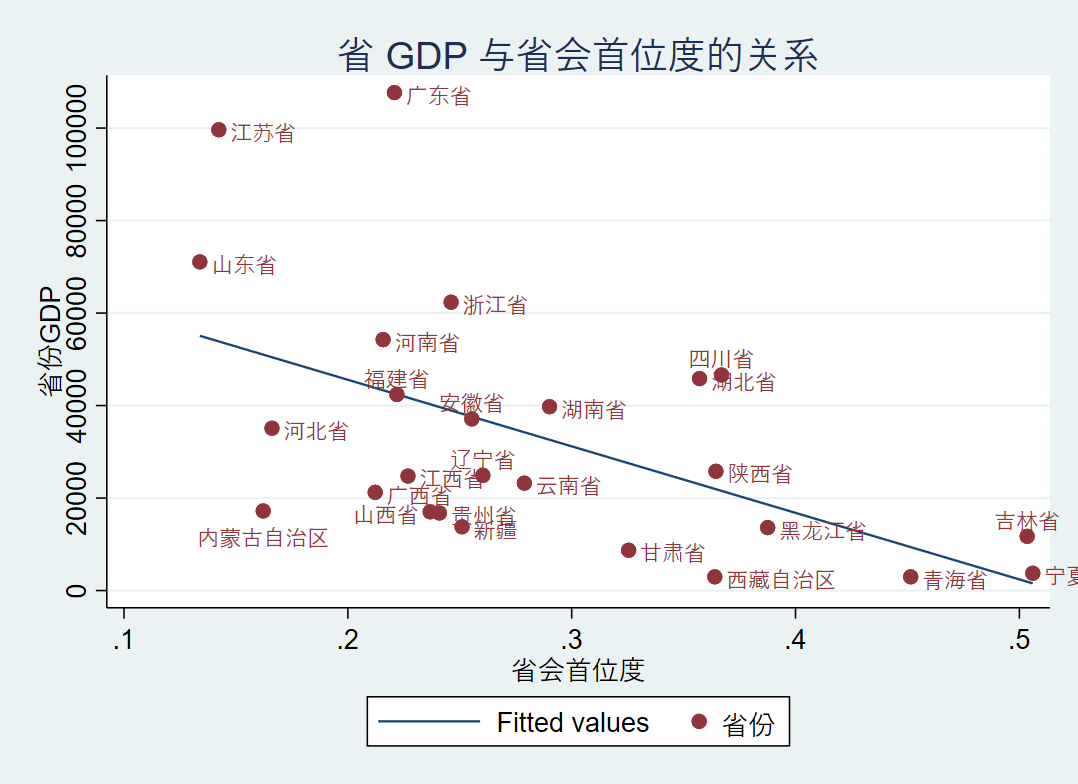 省 GDP 与省会首位度的关系
省份GDP
100000
80000
60000
40000
20000
0
广东省
江苏省
山东省
浙江省
河南省
四川省
湖北省
福建省
安徽省
湖南省
河北省
辽宁省
江西省
云南省
陕西省
广西省
山西省
贵州省
新疆
内蒙古自治区
黑龙江省
吉林省
甘肃省
西藏自治区
青海省
宁夏
.1 .2 .3 .4 .5
省会首位度
Fitted values 省份